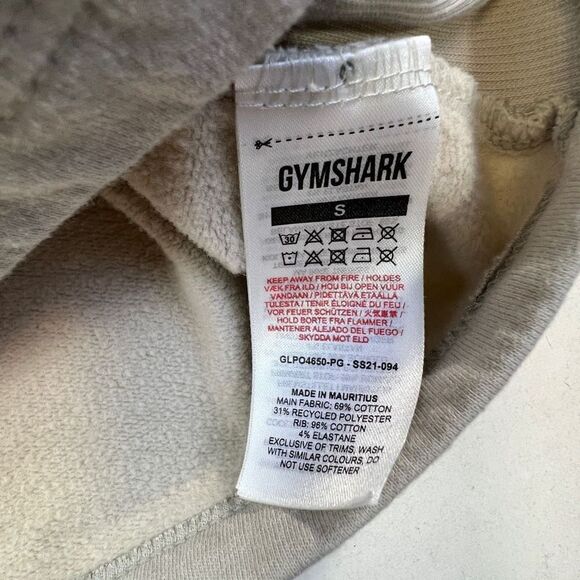 GYMSHARK
S
30
KEEP AWAY FROM FIRE / HOLDES
VÆK FRA ILD / HOU BIJ OPEN VUUR
VANDAAN / PIDETTÄVÄ ETÄÄLLÄ
TULESTA / TENIR ÉLOIGNÉ DU FEU /
VOR FEUER SCHÜTZEN / 火気厳禁 /
HOLD BORTE FRA FLAMMER /
MANTENER ALEJADO DEL FUEGO /
SKYDDA MOT ELD
GLPO4650-PG - SS21-094
MADE IN MAURITIUS
MAIN FABRIC: 69% COTTON
31% RECYCLED POLYESTER
RIB: 96% COTTON
4% ELASTANE
EXCLUSIVE OF TRIMS, WASH
WITH SIMILAR COLOURS, DO
NOT USE SOFTENER